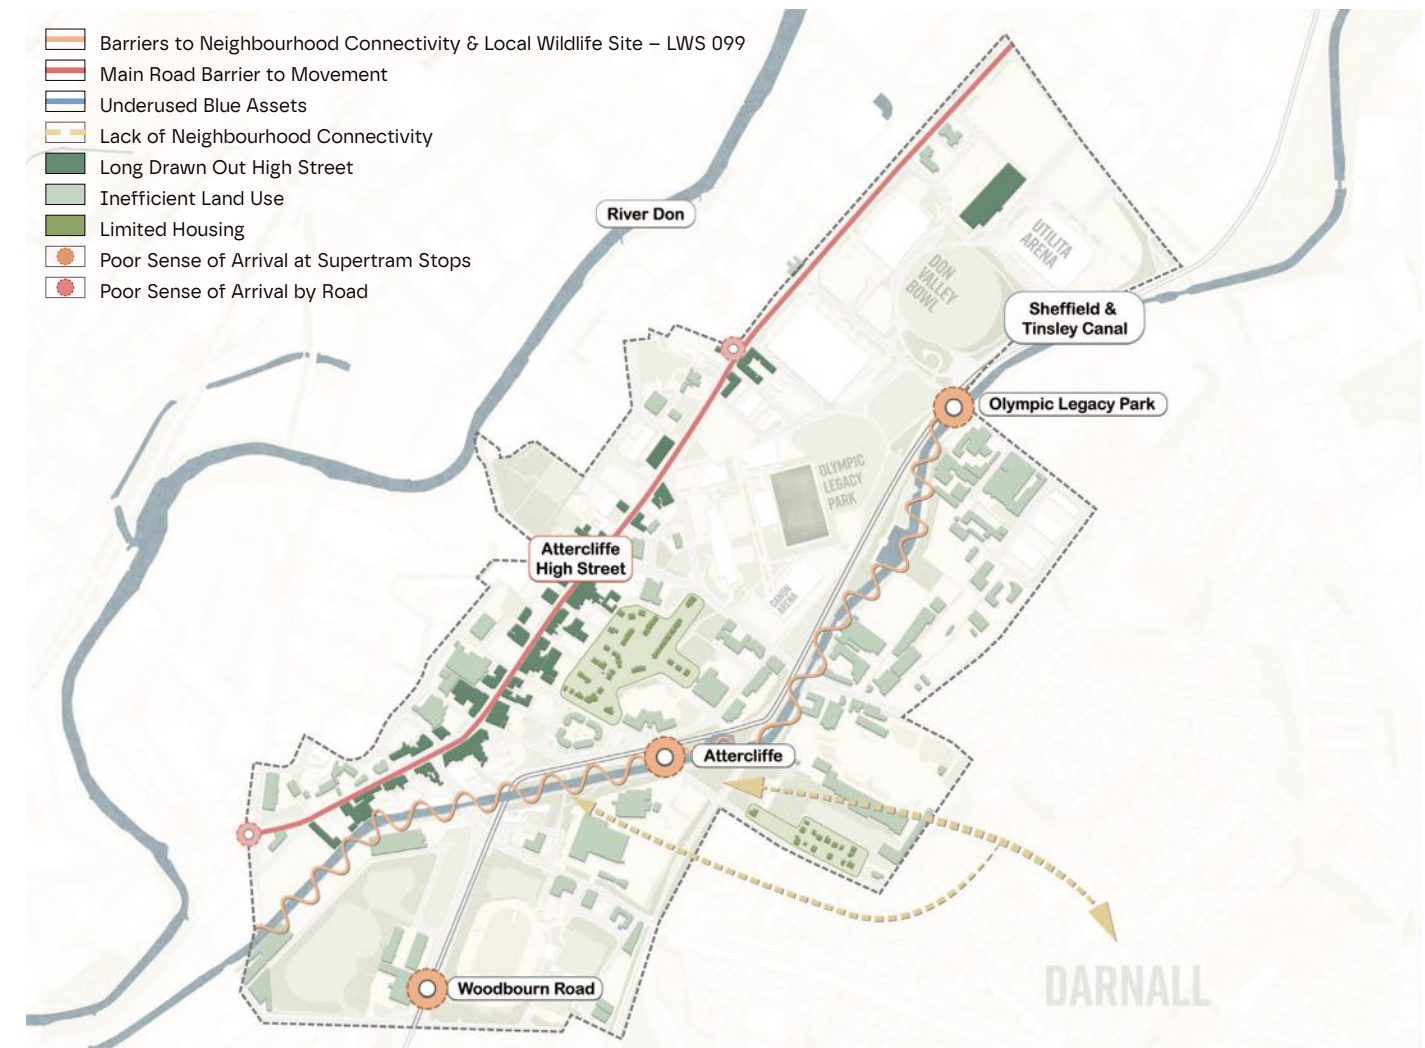 Barriers to Neighbourhood Connectivity & Local Wildlife Site – LWS 099
Main Road Barrier to Movement
Underused Blue Assets
Lack of Neighbourhood Connectivity
Long Drawn Out High Street
Inefficient Land Use
Limited Housing
Poor Sense of Arrival at Supertram Stops
Poor Sense of Arrival by Road
River Don
UTILITA
ARENA
DON
VALLEY
BOWL
Sheffield &
Tinsley Canal
Olympic Legacy Park
OLYMPIC
LEGACY
PARK
Attercliffe
High Street
CANON
ARENA
Attercliffe
Woodbourn Road
DARNALL